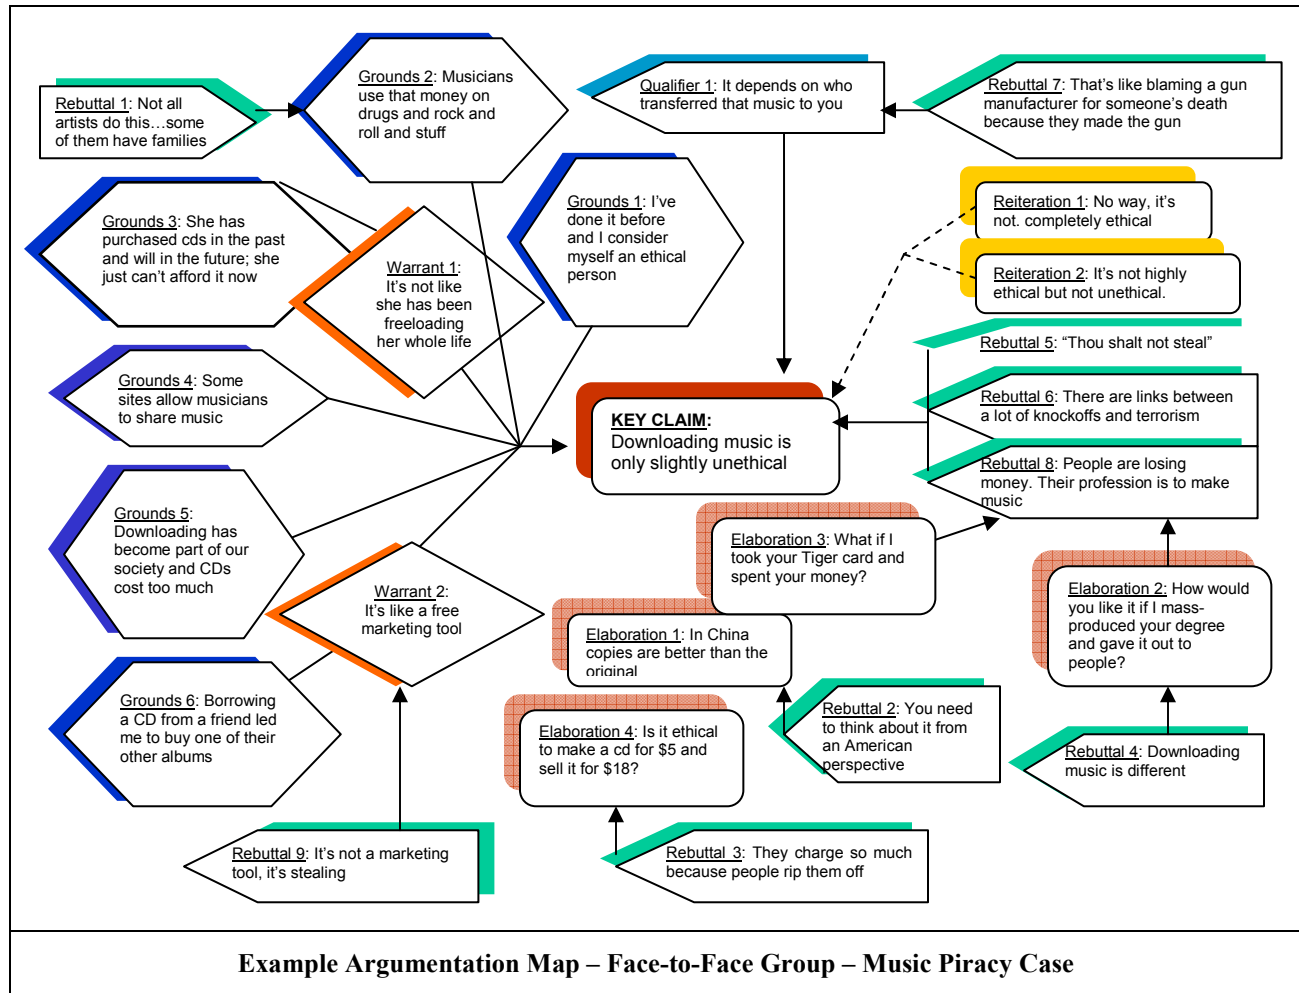 Rebuttal 1: Not all
artists do this…some
of them have families
Grounds 2: Musicians
use that money on
drugs and rock and
roll and stuff
Qualifier 1: It depends on who
transferred that music to you
Rebuttal 7: That’s like blaming a gun
manufacturer for someone’s death
because they made the gun
Grounds 3: She has
purchased cds in the past
and will in the future; she
just can’t afford it now
Warrant 1:
It’s not like
she has been
freeloading
her whole life
Grounds 1: I’ve
done it before
and I consider
myself an ethical
person
Reiteration 1: No way, it’s
not. completely ethical
Reiteration 2: It’s not highly
ethical but not unethical.
Rebuttal 5: “Thou shalt not steal”
Grounds 4: Some
sites allow musicians
to share music
Rebuttal 6: There are links between
a lot of knockoffs and terrorism
KEY CLAIM:
Downloading music is
only slightly unethical
Rebuttal 8: People are losing
money. Their profession is to make
music
Grounds 5:
Downloading has
become part of our
society and CDs
cost too much
Elaboration 3: What if I
took your Tiger card and
spent your money?
Warrant 2:
It’s like a free
marketing tool
Elaboration 2: How would
you like it if I mass-
produced your degree
and gave it out to
people?
Elaboration 1: In China
copies are better than the
original
Grounds 6: Borrowing
a CD from a friend led
me to buy one of their
other albums
Elaboration 4: Is it ethical
to make a cd for $5 and
sell it for $18?
Rebuttal 2: You need
to think about it from
an American
perspective
Rebuttal 4: Downloading
music is different
Rebuttal 9: It’s not a marketing
tool, it’s stealing
Rebuttal 3: They charge so much
because people rip them off
Example Argumentation Map – Face-to-Face Group – Music Piracy Case